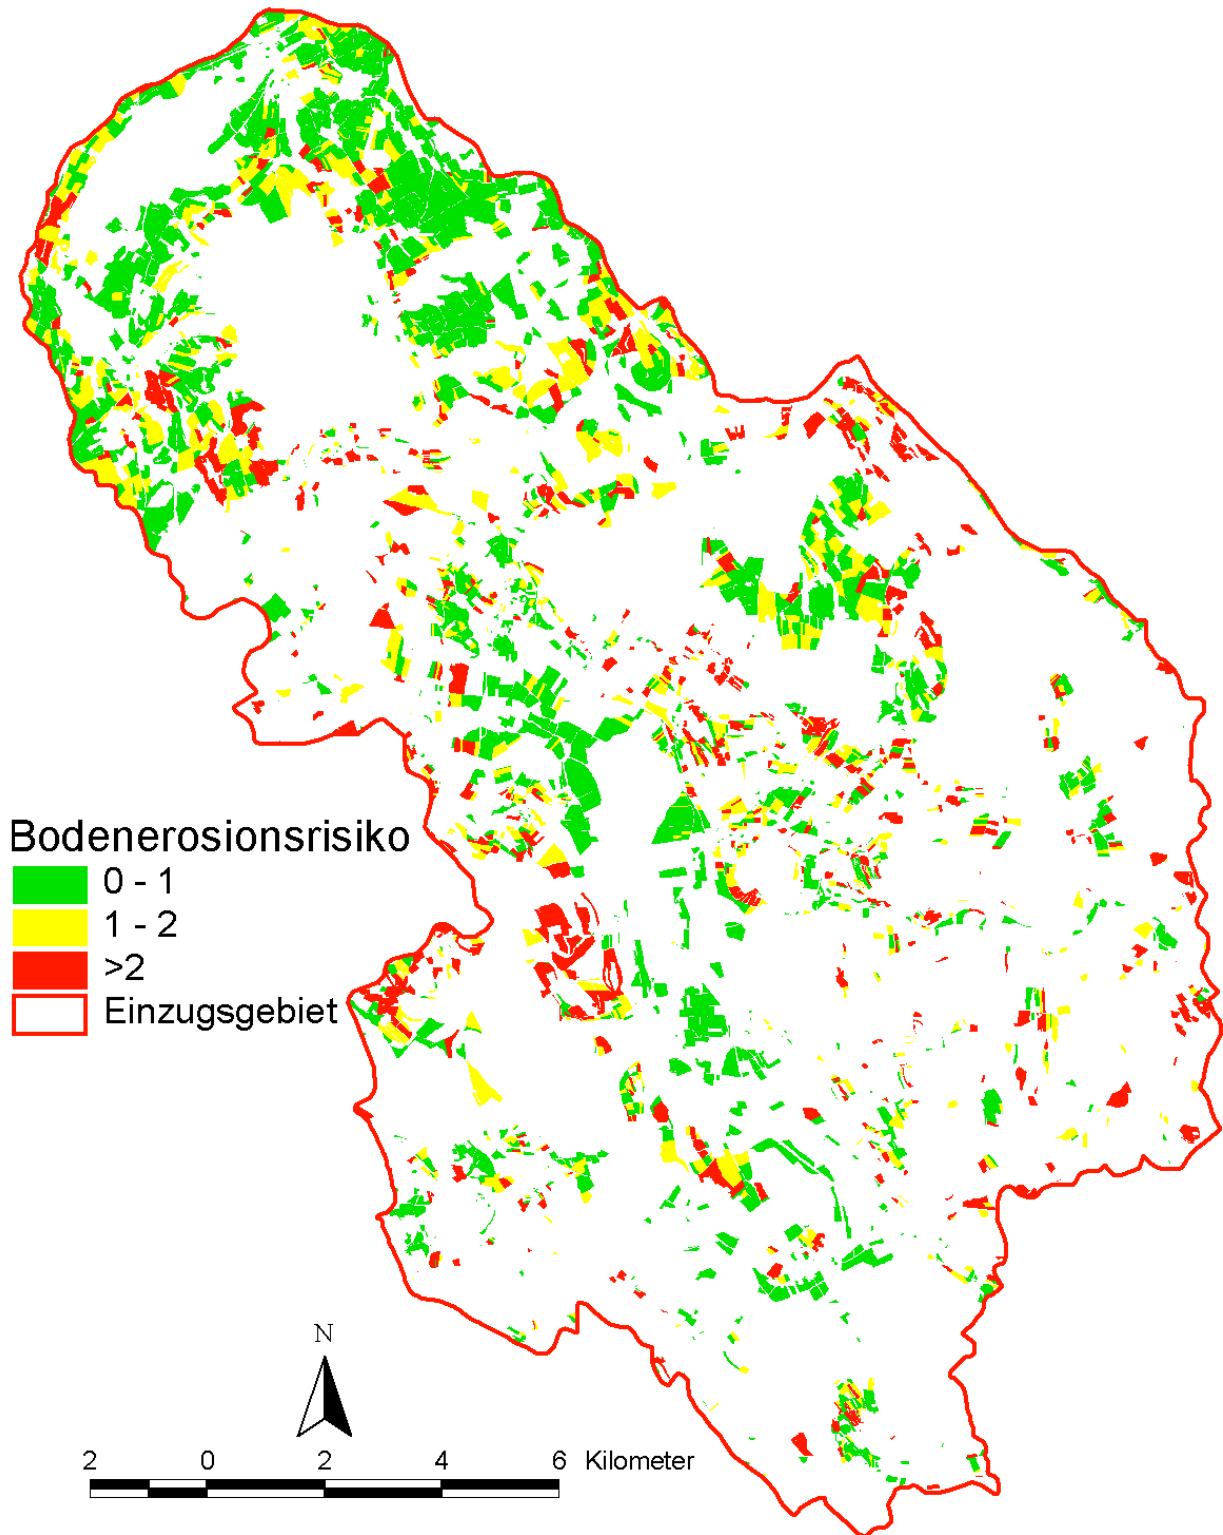 Bodenerosionsrisiko
0 - 1
1 - 2
>2
Einzugsgebiet
N
2 0 2 4 6 Kilometer